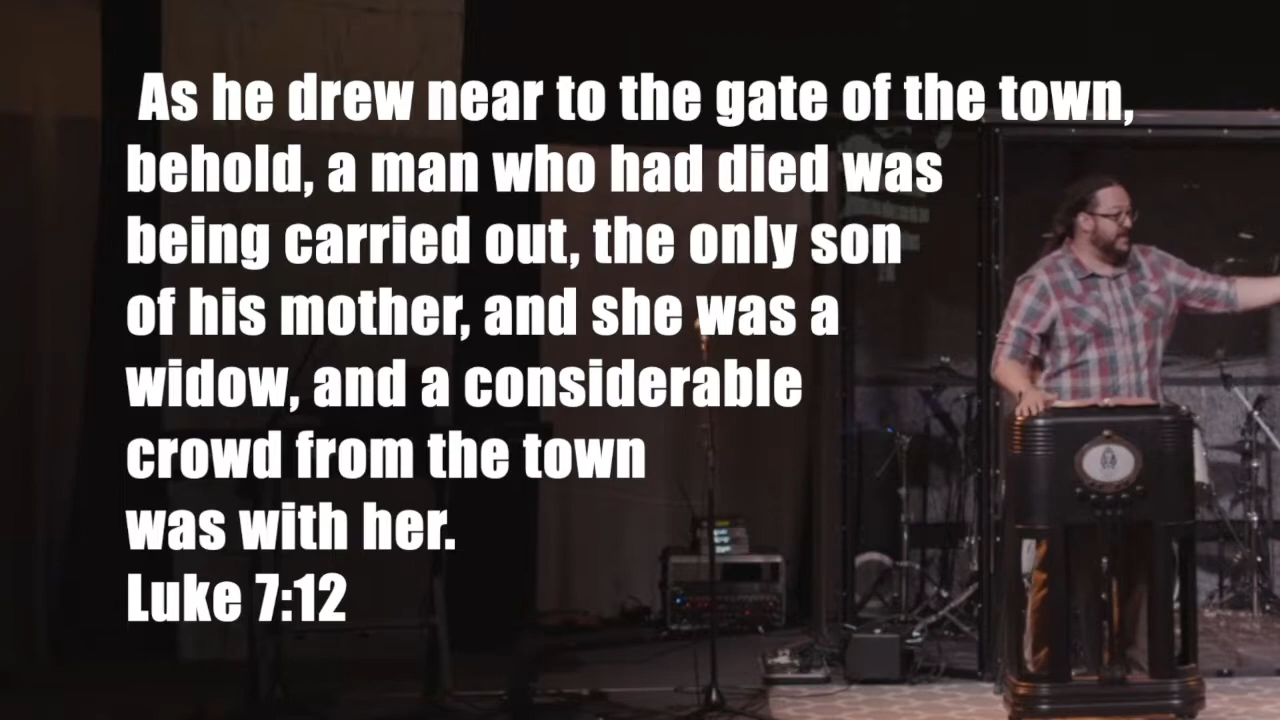 As he drew near to the gate of the town,
behold, a man who had died was
being carried out, the only son
of his mother, and she was a
widow, and a considerable
crowd from the town
was with her.
Luke 7:12